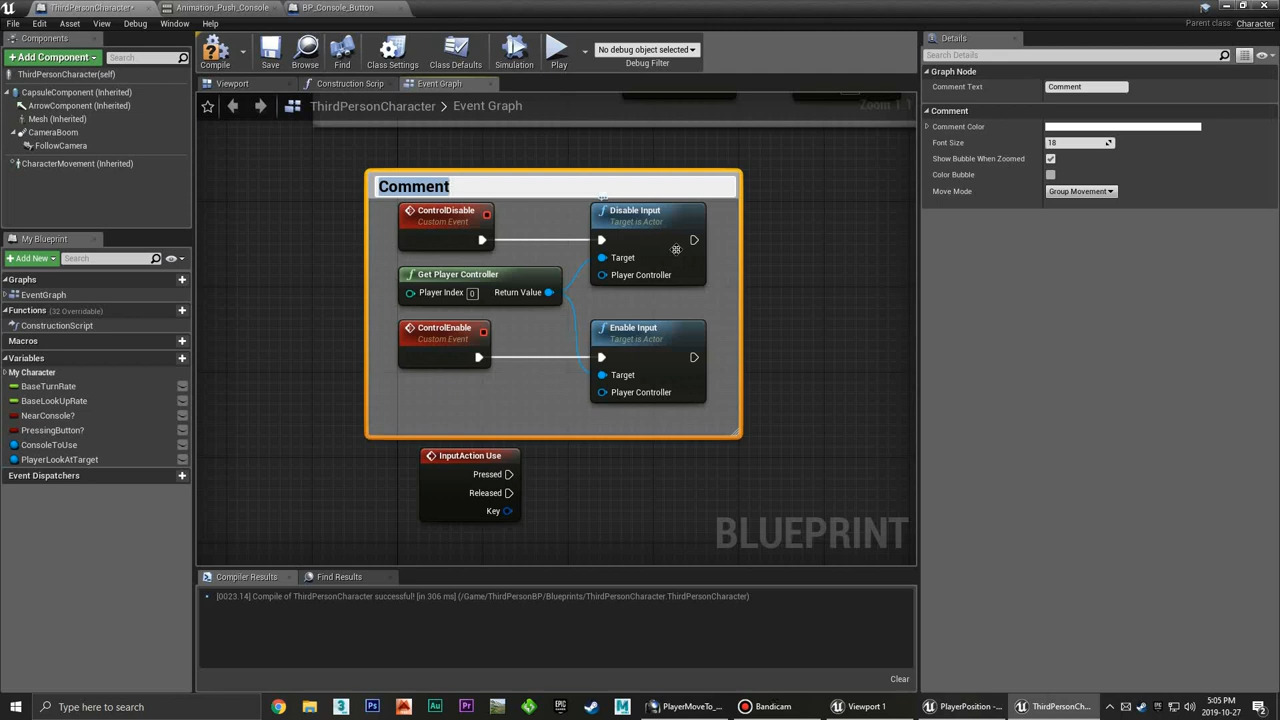 ThirdPersonCharacter*
Animation_Push_Console
BP_Console_Button
File Edit Asset View Debug Window Help
Parent class: Character
Components
Add Component
Search
ThirdPersonCharacter(self)
CapsuleComponent (Inherited)
ArrowComponent (Inherited)
Mesh (Inherited)
CameraBoom
FollowCamera
CharacterMovement (Inherited)
My Blueprint
Add New
Search
Graphs
EventGraph
Functions (32 Overridable)
ConstructionScript
Macros
Variables
My Character
BaseTurnRate
BaseLookUpRate
NearConsole?
PressingButton?
ConsoleToUse
PlayerLookAtTarget
Event Dispatchers
Compile Save Browse Find Class Settings Class Defaults Simulation Play
No debug object selected
Debug Filter
Viewport Construction Scrip Event Graph
ThirdPersonCharacter > Event Graph
Zoom 1:1
Comment
ControlDisable
Custom Event
Disable Input
Target is Actor
Target
Player Controller
Get Player Controller
Player Index 0 Return Value
ControlEnable
Custom Event
Enable Input
Target is Actor
Target
Player Controller
InputAction Use
Pressed
Released
Key
BLUEPRINT
Compiler Results Find Results
[0023.14] Compile of ThirdPersonCharacter successful! [in 306 ms] (/Game/ThirdPersonBP/Blueprints/ThirdPersonCharacter.ThirdPersonCharacter)
Clear
Details
Search Details
Graph Node
Comment Text Comment
Comment
Comment Color
Font Size 18
Show Bubble When Zoomed
Color Bubble
Move Mode Group Movement
Type here to search
PlayerMoveTo_...
Bandicam
Viewport 1
PlayerPosition -...
ThirdPersonCh...
5:05 PM
2019-10-27